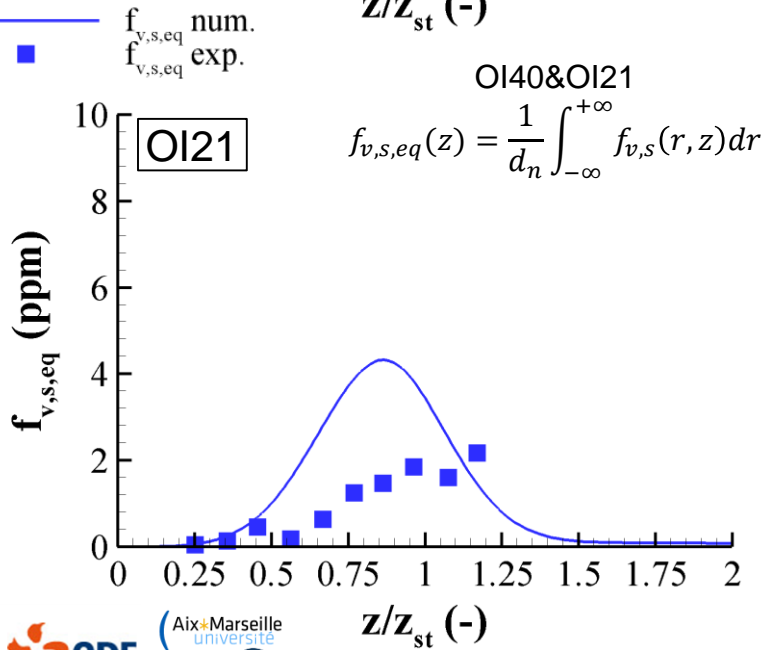 z/z_st (-)
f_v,s,eq num.
f_v,s,eq exp.
OI40&OI21
f_v,s,eq(z) = 1/d_n ∫_−∞^+∞ f_v,s(r, z)dr
OI21
10
8
6
4
2
0
f_v,s,eq (ppm)
0 0.25 0.5 0.75 1 1.25 1.5 1.75 2
z/z_st (-)
Aix*Marseille
université